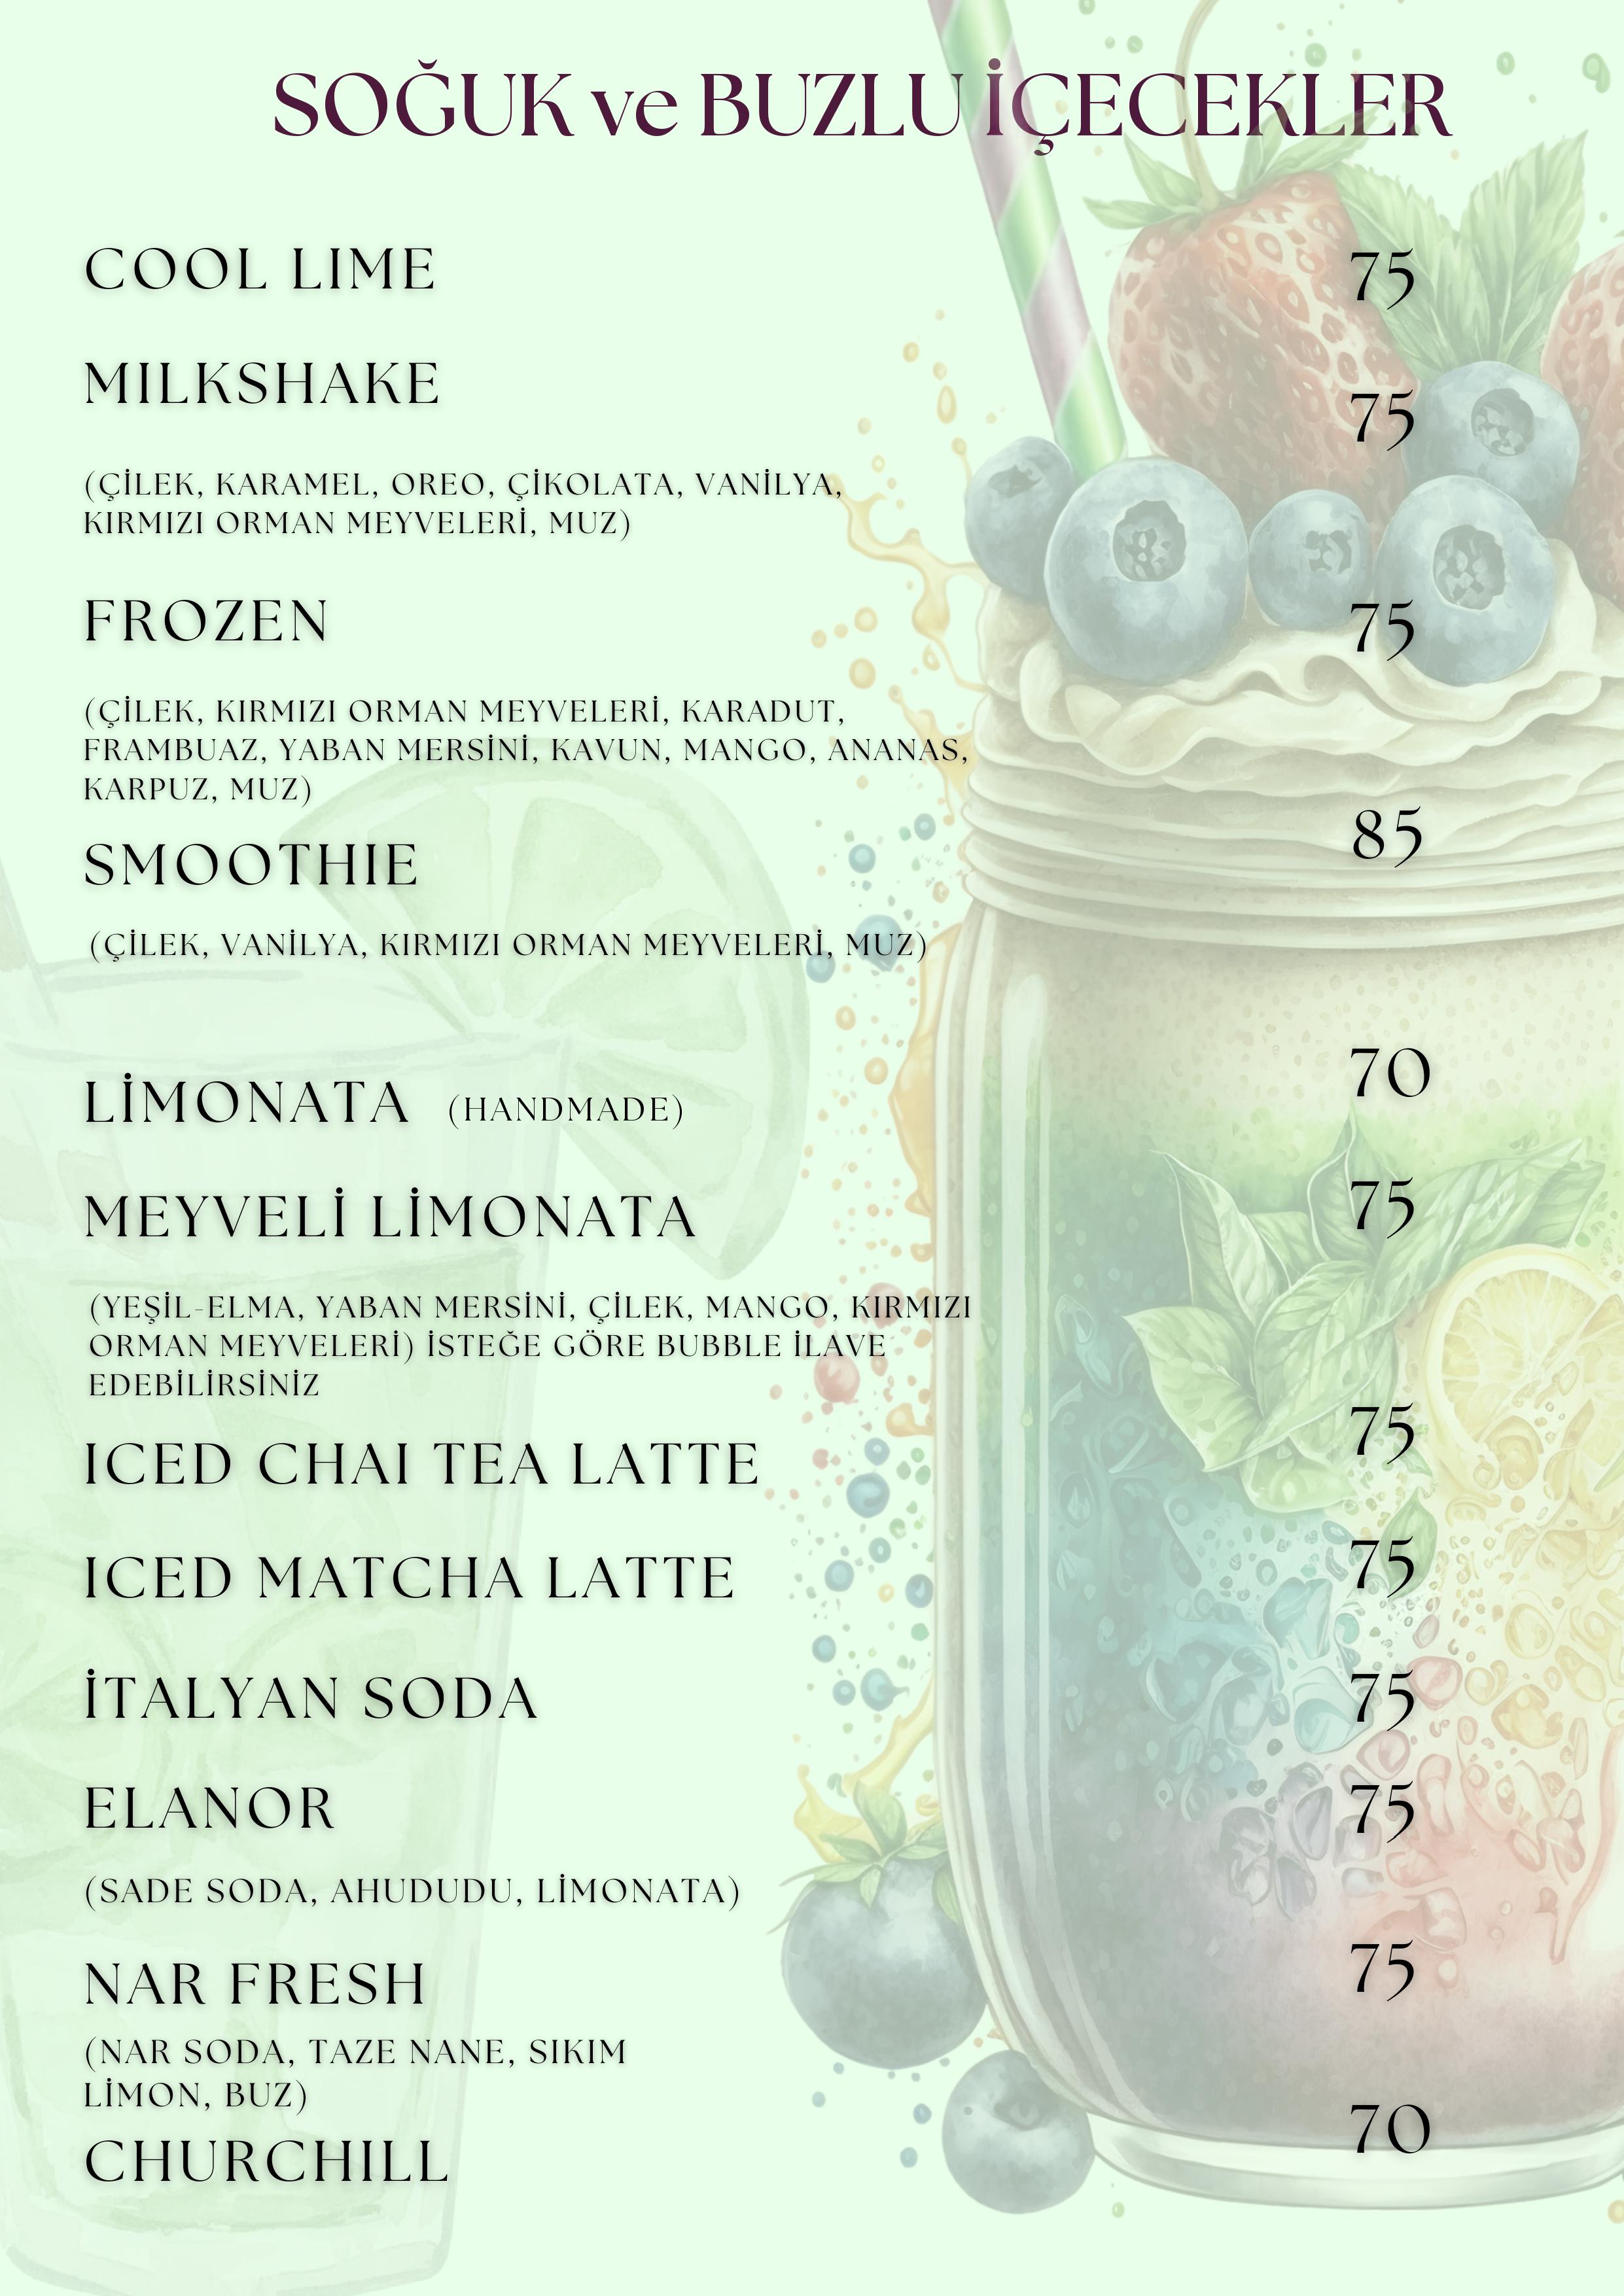 SOĞUK ve BUZLU İÇECEKLER
COOL LIME 75
MILKSHAKE 75
(ÇİLEK, KARAMEL, OREO, ÇİKOLATA, VANİLYA,
KIRMIZI ORMAN MEYVELERİ, MUZ)
FROZEN 75
(ÇİLEK, KIRMIZI ORMAN MEYVELERİ, KARADUT,
FRAMBUAZ, YABAN MERSİNİ, KAVUN, MANGO, ANANAS,
KARPUZ, MUZ)
SMOOTHIE 85
(ÇİLEK, VANİLYA, KIRMIZI ORMAN MEYVELERİ, MUZ)
LİMONATA (HANDMADE) 70
MEYVELİ LİMONATA 75
(YEŞİL-ELMA, YABAN MERSİNİ, ÇİLEK, MANGO, KIRMIZI
ORMAN MEYVELERİ) İSTEĞE GÖRE BUBBLE İLAVE
EDEBİLİRSİNİZ
ICED CHAI TEA LATTE 75
ICED MATCHA LATTE 75
İTALYAN SODA 75
ELANOR 75
(SADE SODA, AHUDUDU, LİMONATA)
NAR FRESH 75
(NAR SODA, TAZE NANE, SIKIM
LİMON, BUZ)
CHURCHILL 70